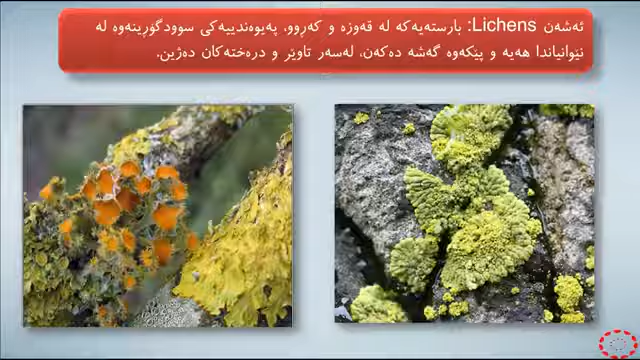 ئەشەن Lichens: بارستەیەکە لە قەوزە و کەڕوو، پەیوەندییەکی سوودگۆڕینەوە لە
نێوانیاندا هەیە و پێکەوە گەشە دەکەن، لەسەر تاوێر و درەختەکان دەژین.